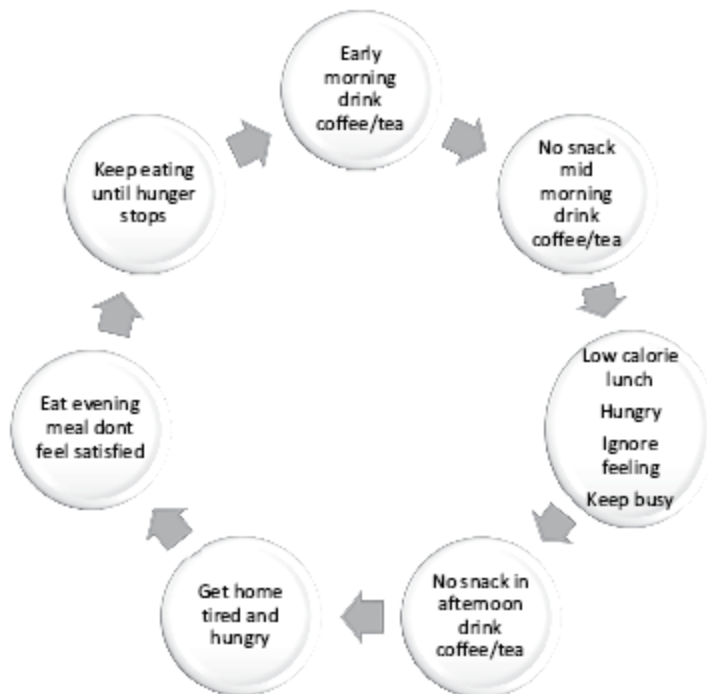 Early
morning
drink
coffee/tea
No snack
mid
morning
drink
coffee/tea
Low calorie
lunch
Hungry
Ignore
feeling
Keep busy
No snack in
afternoon
drink
coffee/tea
Get home
tired and
hungry
Eat evening
meal dont
feel satisfied
Keep eating
until hunger
stops